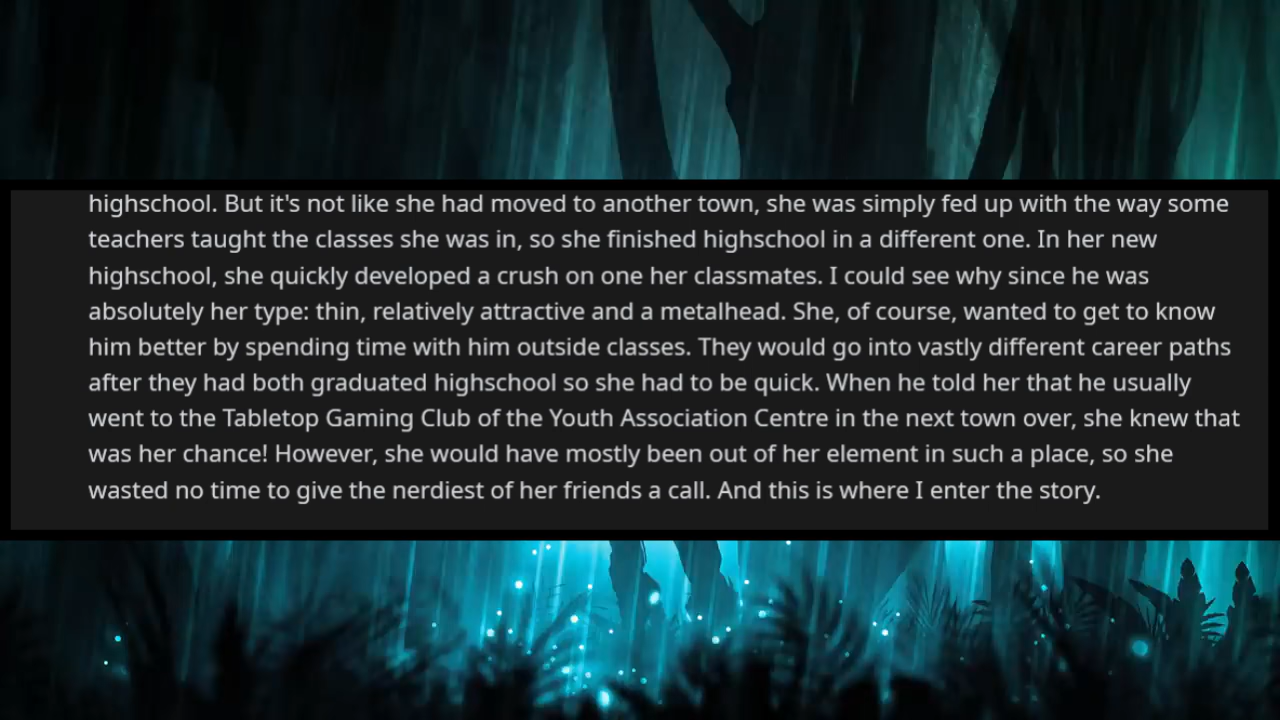 highschool. But it's not like she had moved to another town, she was simply fed up with the way some
teachers taught the classes she was in, so she finished highschool in a different one. In her new
highschool, she quickly developed a crush on one her classmates. I could see why since he was
absolutely her type: thin, relatively attractive and a metalhead. She, of course, wanted to get to know
him better by spending time with him outside classes. They would go into vastly different career paths
after they had both graduated highschool so she had to be quick. When he told her that he usually
went to the Tabletop Gaming Club of the Youth Association Centre in the next town over, she knew that
was her chance! However, she would have mostly been out of her element in such a place, so she
wasted no time to give the nerdiest of her friends a call. And this is where I enter the story.